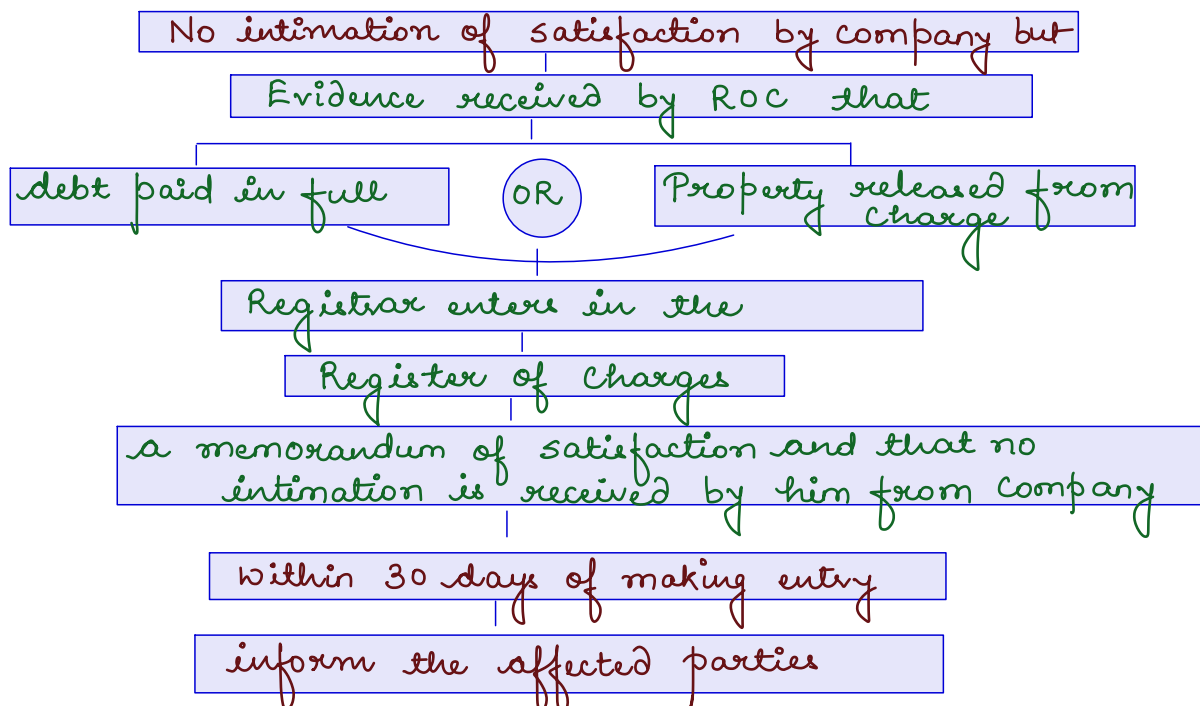 No intimation of satisfaction by company but
Evidence received by ROC that
debt paid in full
OR
Property released from
charge
Registrar enters in the
Register of Charges
a memorandum of satisfaction and that no
intimation is received by him from Company
Within 30 days of making entry
inform the affected parties